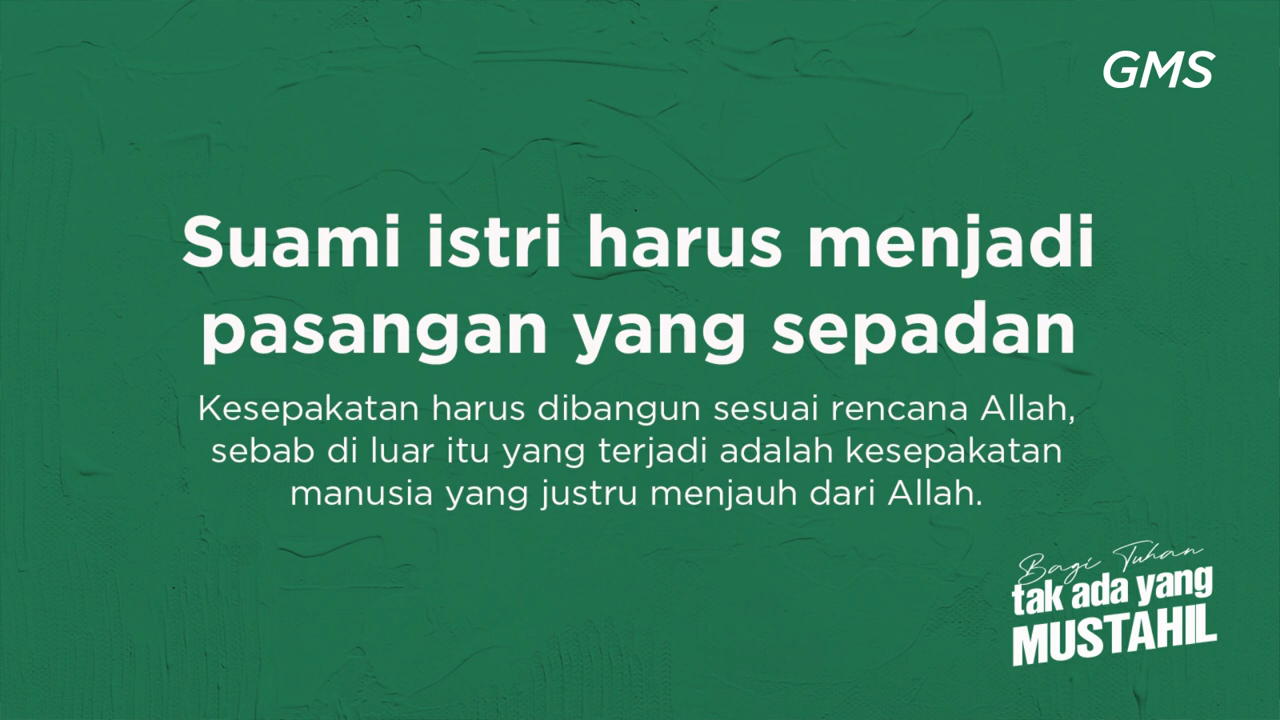 GMS
Suami istri harus menjadi
pasangan yang sepadan
Kesepakatan harus dibangun sesuai rencana Allah,
sebab di luar itu yang terjadi adalah kesepakatan
manusia yang justru menjauh dari Allah.
Bagi Tuhan
tak ada yang
MUSTAHIL